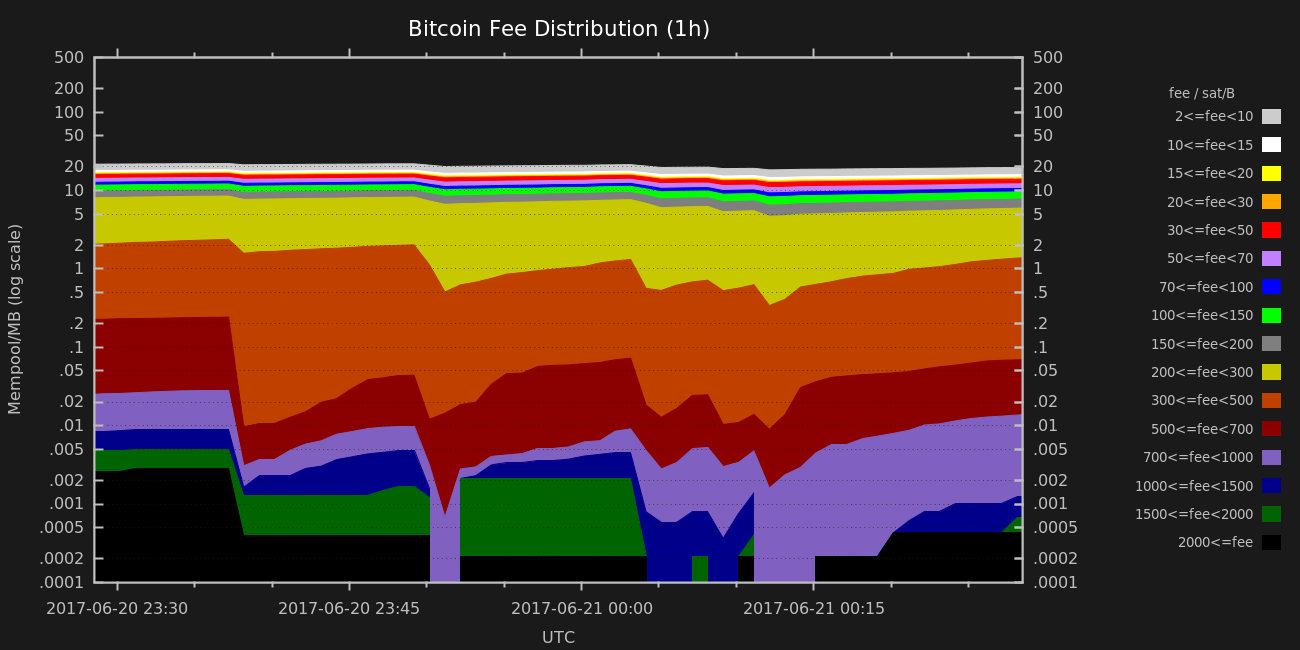 Bitcoin Fee Distribution (1h)
500 500
200 200
100 100
50 50
20 20
10 10
5 5
2 2
1 1
.5 .5
.2 .2
.1 .1
.05 .05
.02 .02
.01 .01
.005 .005
.002 .002
.001 .001
.0005 .0005
.0002 .0002
.0001 .0001
Mempool/MB (log scale)
2017-06-20 23:30 2017-06-20 23:45 2017-06-21 00:00 2017-06-21 00:15
UTC
fee / sat/B
2<=fee<10
10<=fee<15
15<=fee<20
20<=fee<30
30<=fee<50
50<=fee<70
70<=fee<100
100<=fee<150
150<=fee<200
200<=fee<300
300<=fee<500
500<=fee<700
700<=fee<1000
1000<=fee<1500
1500<=fee<2000
2000<=fee